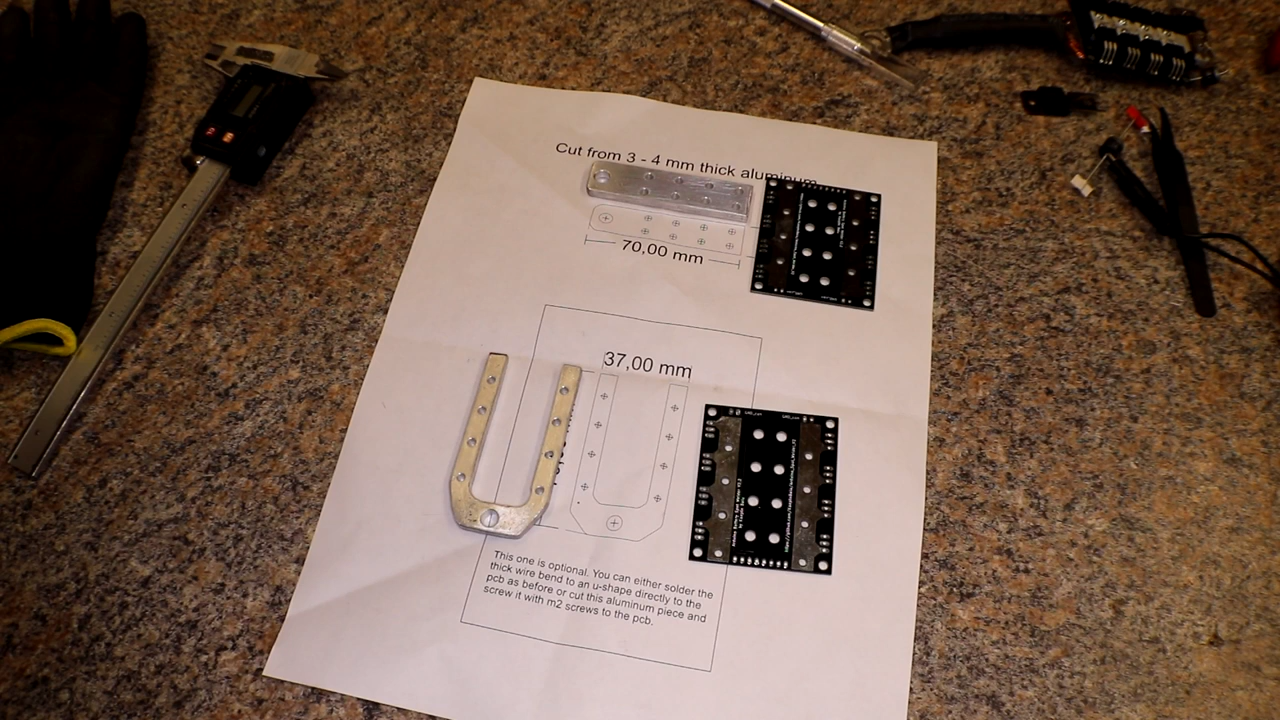 Cut from 3 - 4 mm thick aluminum
70,00 mm
37,00 mm
This one is optional. You can either solder the
thick wire bend to an u-shape directly to the
pcb as before or cut this aluminum piece and
screw it with m2 screws to the pcb.